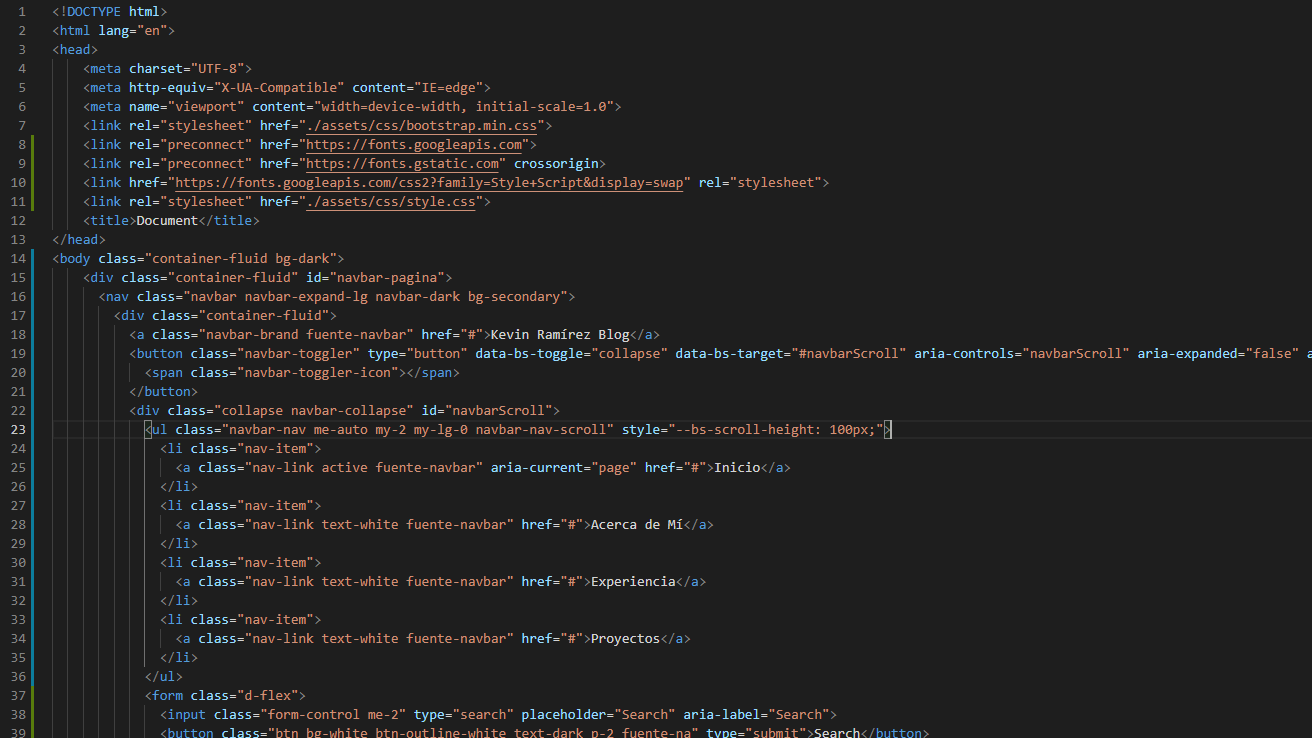 1 <!DOCTYPE html>
2 <html lang="en">
3 <head>
4 <meta charset="UTF-8">
5 <meta http-equiv="X-UA-Compatible" content="IE=edge">
6 <meta name="viewport" content="width=device-width, initial-scale=1.0">
7 <link rel="stylesheet" href="./assets/css/bootstrap.min.css">
8 <link rel="preconnect" href="https://fonts.googleapis.com">
9 <link rel="preconnect" href="https://fonts.gstatic.com" crossorigin>
10 <link href="https://fonts.googleapis.com/css2?family=Style+Script&display=swap" rel="stylesheet">
11 <link rel="stylesheet" href="./assets/css/style.css">
12 <title>Document</title>
13 </head>
14 <body class="container-fluid bg-dark">
15 <div class="container-fluid" id="navbar-pagina">
16 <nav class="navbar navbar-expand-lg navbar-dark bg-secondary">
17 <div class="container-fluid">
18 <a class="navbar-brand fuente-navbar" href="#">Kevin Ramírez Blog</a>
19 <button class="navbar-toggler" type="button" data-bs-toggle="collapse" data-bs-target="#navbarScroll" aria-controls="navbarScroll" aria-expanded="false" a
20 <span class="navbar-toggler-icon"></span>
21 </button>
22 <div class="collapse navbar-collapse" id="navbarScroll">
23 <ul class="navbar-nav me-auto my-2 my-lg-0 navbar-nav-scroll" style="--bs-scroll-height: 100px;">
24 <li class="nav-item">
25 <a class="nav-link active fuente-navbar" aria-current="page" href="#">Inicio</a>
26 </li>
27 <li class="nav-item">
28 <a class="nav-link text-white fuente-navbar" href="#">Acerca de Mí</a>
29 </li>
30 <li class="nav-item">
31 <a class="nav-link text-white fuente-navbar" href="#">Experiencia</a>
32 </li>
33 <li class="nav-item">
34 <a class="nav-link text-white fuente-navbar" href="#">Proyectos</a>
35 </li>
36 </ul>
37 <form class="d-flex">
38 <input class="form-control me-2" type="search" placeholder="Search" aria-label="Search">
39 <button class="btn bg-white btn-outline-white text-dark p-2 fuente-na" type="submit">Search</button>